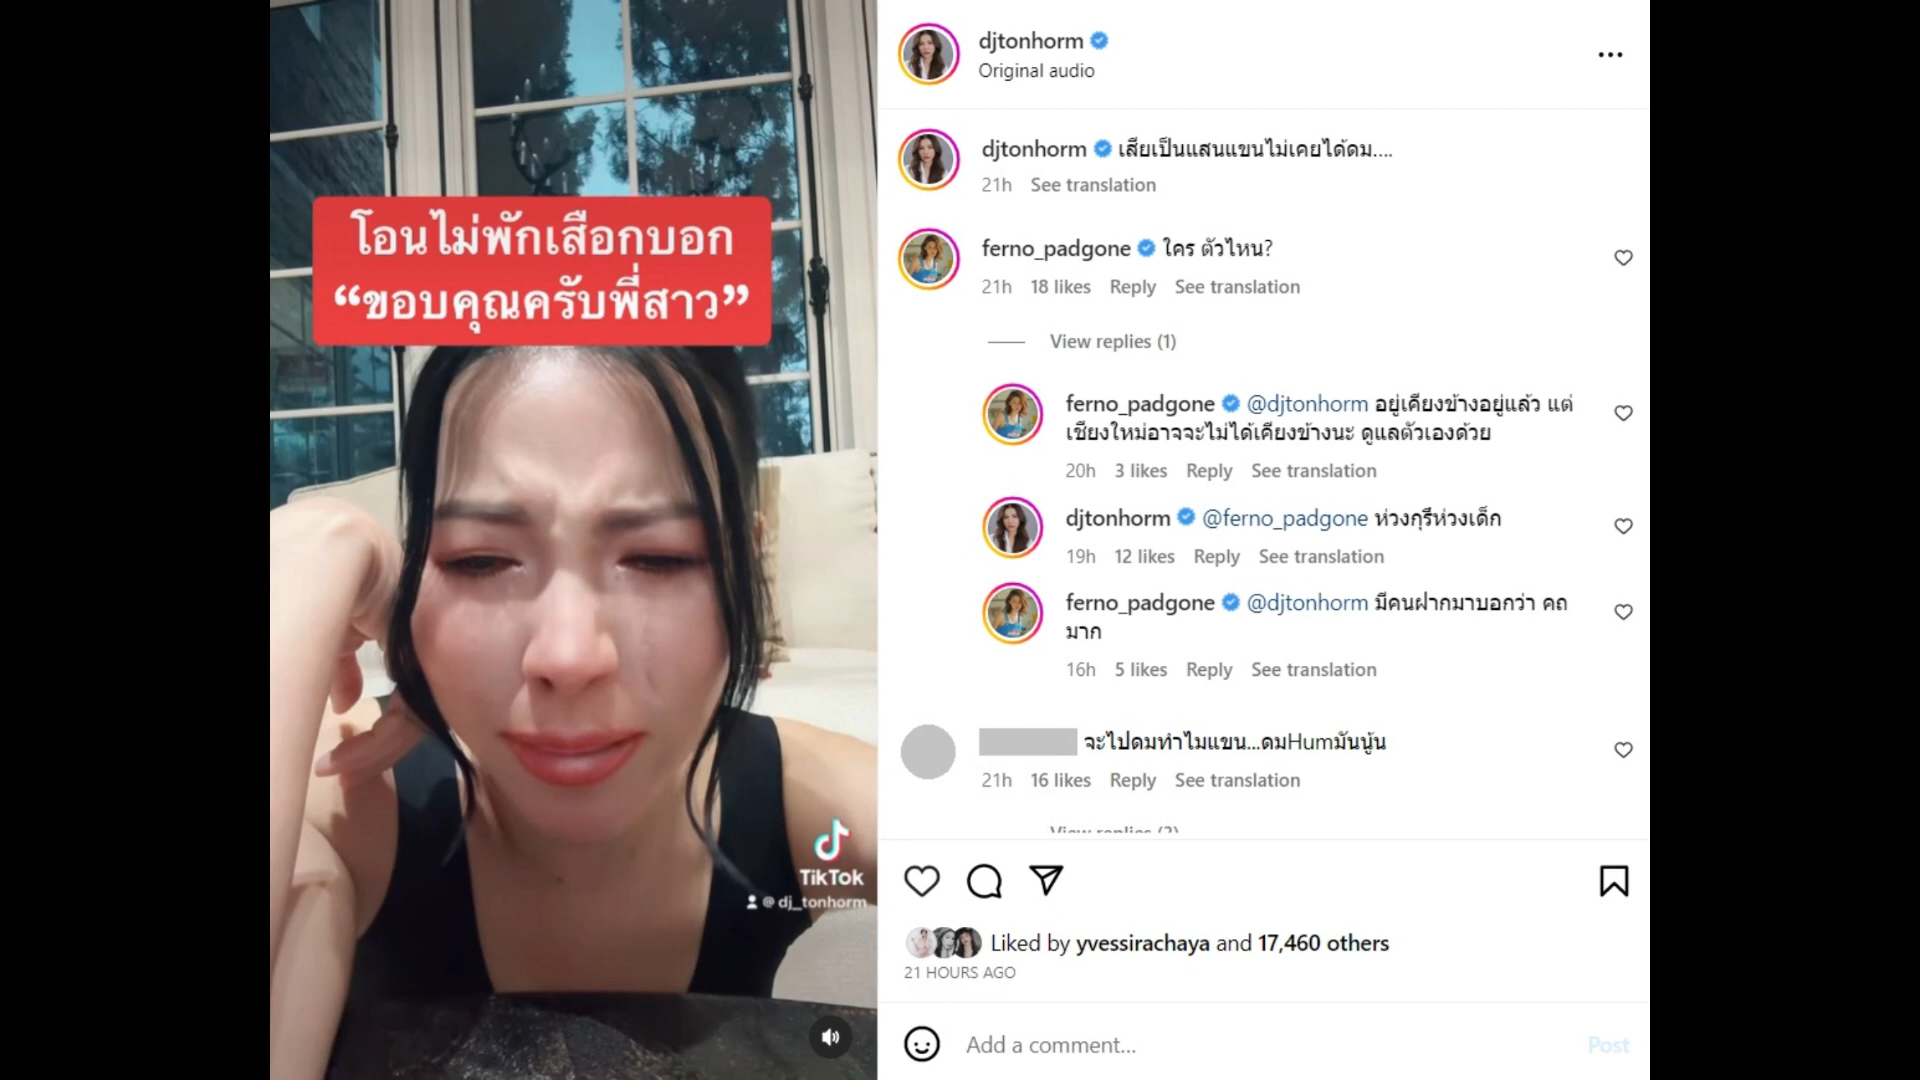 โอนไม่พักเสือกบอก
“ขอบคุณครับพี่สาว”
TikTok
@ dj_tonhorm
djtonhorm
Original audio
djtonhorm เสียเป็นแสนแขนไม่เคยได้ดม....
21h See translation
ferno_padgone ใคร ตัวไหน?
21h 18 likes Reply See translation
View replies (1)
ferno_padgone @djtonhorm อยู่เคียงข้างอยู่แล้ว แต่
เชียงใหม่อาจจะไม่ได้เคียงข้างนะ ดูแลตัวเองด้วย
20h 3 likes Reply See translation
djtonhorm @ferno_padgone ห่วงกุรึห่วงเด็ก
19h 12 likes Reply See translation
ferno_padgone @djtonhorm มีคนฝากมาบอกว่า คถ
มาก
16h 5 likes Reply See translation
จะไปดมทำไมแขน...ดมHumมันนู้น
21h 16 likes Reply See translation
View replies (2)
Liked by yvessirachaya and 17,460 others
21 HOURS AGO
Add a comment...
Post